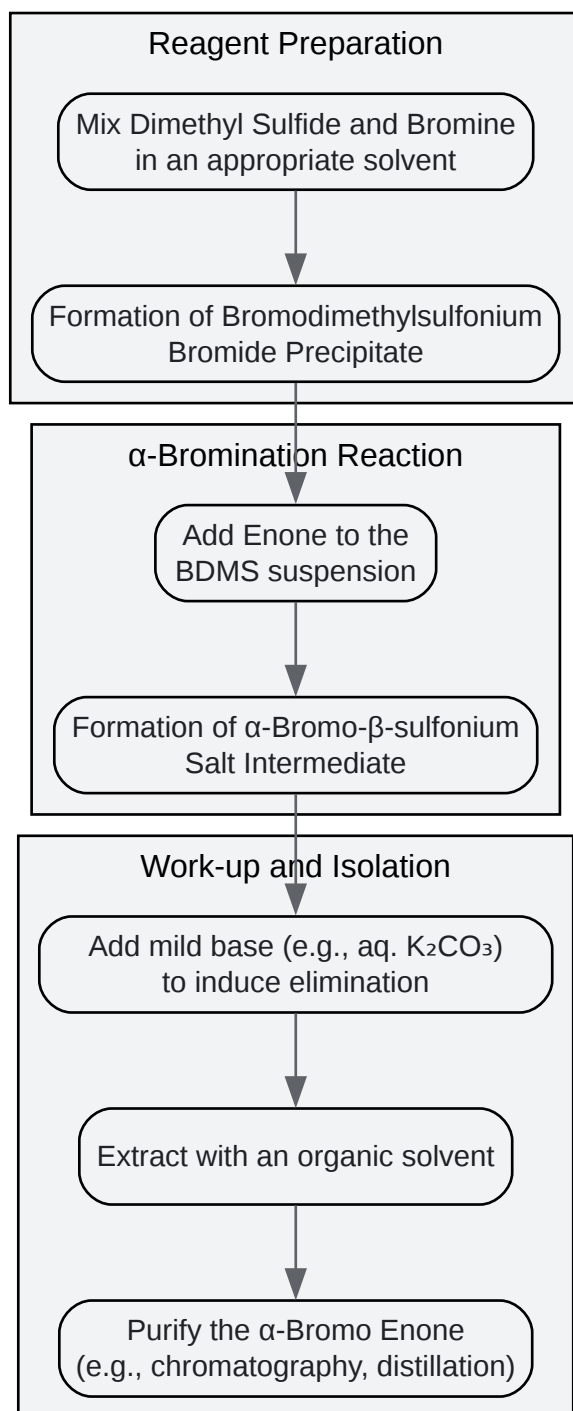 Reagent Preparation
Mix Dimethyl Sulfide and Bromine
in an appropriate solvent
Formation of Bromodimethylsulfonium
Bromide Precipitate
α-Bromination Reaction
Add Enone to the
BDMS suspension
Formation of α-Bromo-β-sulfonium
Salt Intermediate
Work-up and Isolation
Add mild base (e.g., aq. K₂CO₃)
to induce elimination
Extract with an organic solvent
Purify the α-Bromo Enone
(e.g., chromatography, distillation)